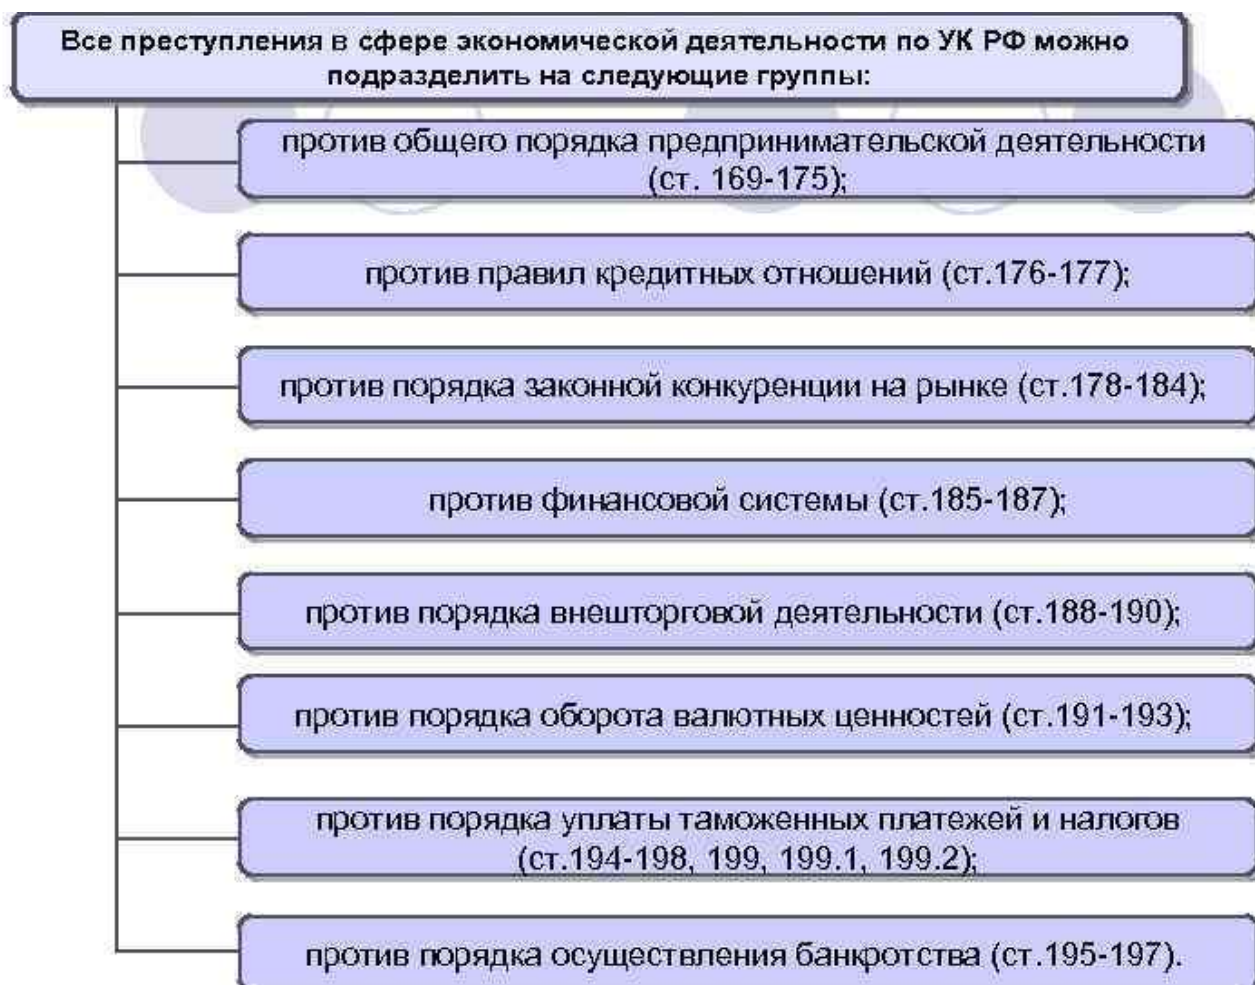 Все преступления в сфере экономической деятельности по УК РФ можно
подразделить на следующие группы:
против общего порядка предпринимательской деятельности
(ст. 169-175);
против правил кредитных отношений (ст.176-177);
против порядка законной конкуренции на рынке (ст.178-184);
против финансовой системы (ст.185-187);
против порядка внешторговой деятельности (ст.188-190);
против порядка оборота валютных ценностей (ст.191-193);
против порядка уплаты таможенных платежей и налогов
(ст.194-198, 199, 199.1, 199.2);
против порядка осуществления банкротства (ст.195-197).